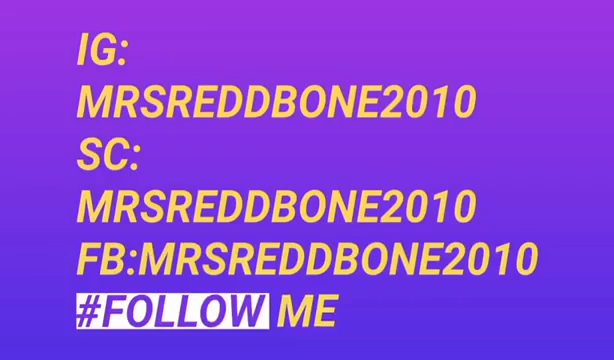 IG:
MRSREDDBONE2010
SC:
MRSREDDBONE2010
FB:MRSREDDBONE2010
#FOLLOW ME